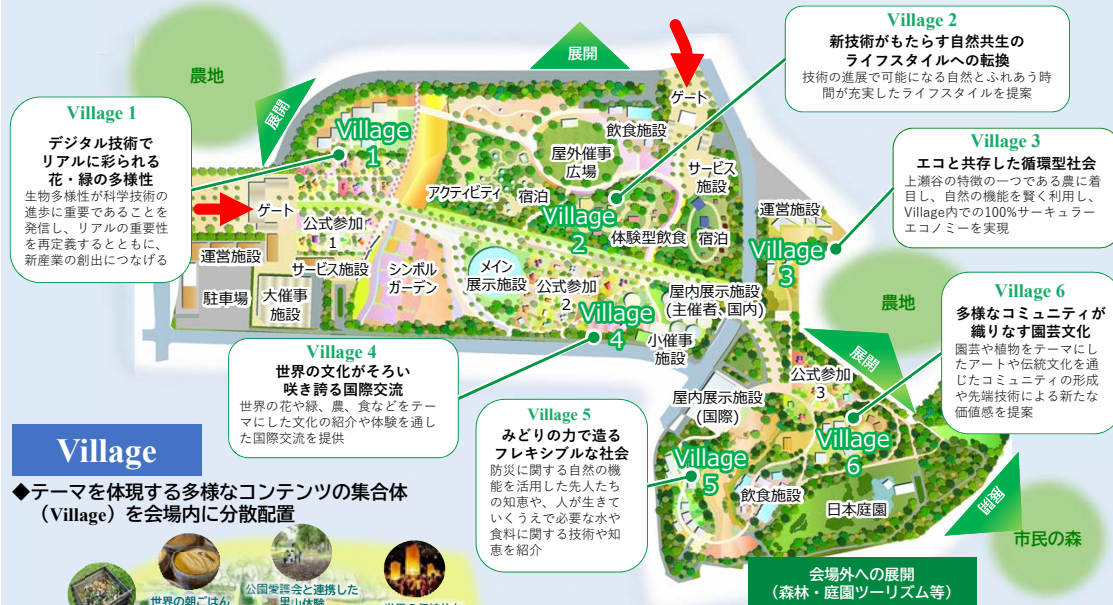 農地
展開
展開
Village 1
デジタル技術で
リアルに彩られる
花・緑の多様性
生物多様性が科学技術の
進歩に重要であることを
発信し、リアルの重要性
を再定義するとともに、
新産業の創出につなげる
Village 2
新技術がもたらす自然共生の
ライフスタイルへの転換
技術の進展で可能になる自然とふれあう時
間が充実したライフスタイルを提案
Village 3
エコと共存した循環型社会
上瀬谷の特徴の一つである農に着
目し、自然の機能を賢く利用し、
Village内での100%サーキュラー
エコノミーを実現
ゲート
飲食施設
屋外催事
広場
サービス
施設
Village
1
アクティビティ
宿泊
Village
2
体験型飲食
宿泊
運営施設
Village
3
ゲート
公式参加
1
運営施設
サービス施設
駐車場
大催事
施設
シンボル
ガーデン
メイン
展示施設
公式参加
2
屋内展示施設
(主催者、国内)
Village
4
小催事
施設
農地
展開
Village 6
多様なコミュニティが
織りなす園芸文化
園芸や植物をテーマにし
たアートや伝統文化を通
じたコミュニティの形成
や先端技術による新たな
価値感を提案
Village 4
世界の文化がそろい
咲き誇る国際交流
世界の花や緑、農、食などをテー
マにした文化の紹介や体験を通し
た国際交流を提供
屋内展示施設
(国際)
公式参加
3
Village
6
Village
5
飲食施設
日本庭園
Village 5
みどりの力で造る
フレキシブルな社会
防災に関する自然の機
能を活用した先人たち
の知恵や、人が生きて
いくうえで必要な水や
食料に関する技術や知
恵を紹介
展開
市民の森
Village
◆テーマを体現する多様なコンテンツの集合体
（Village）を会場内に分散配置
世界の朝ごはん
公園愛護会と連携した
里山体験
会場外への展開
（森林・庭園ツーリズム等）